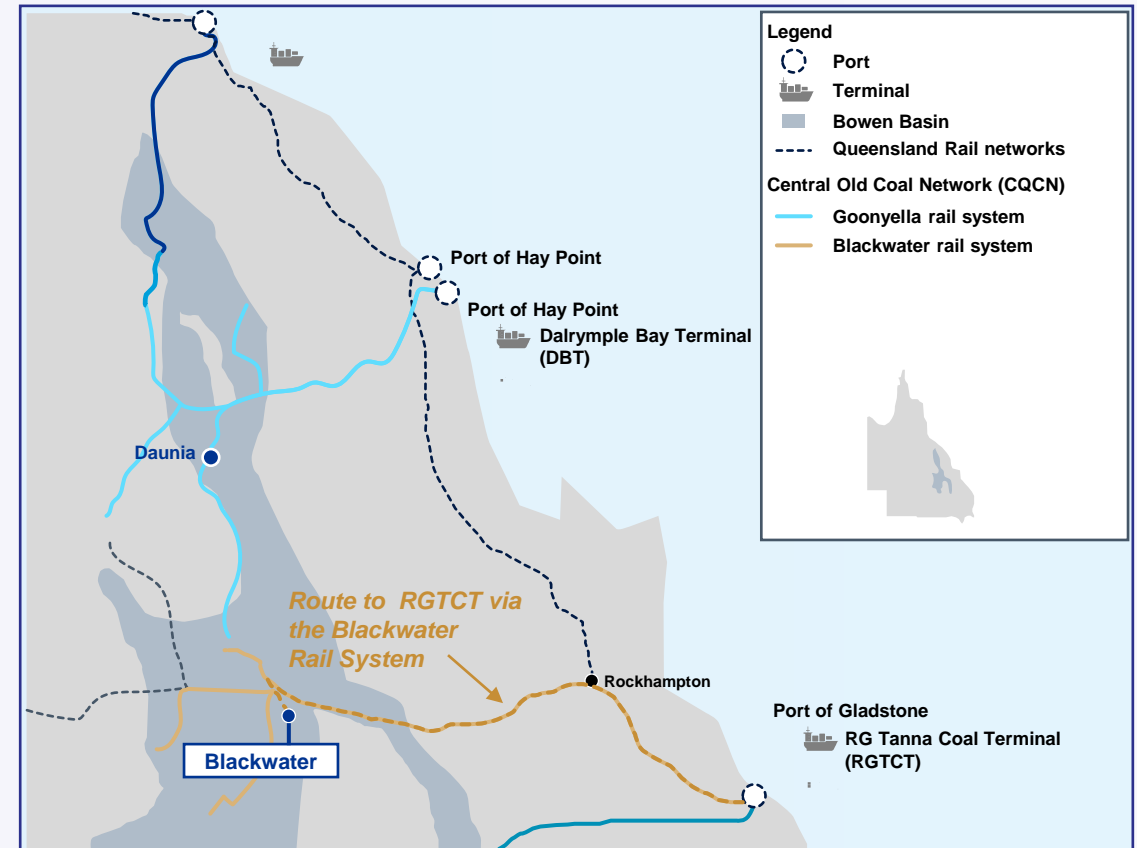 Legend
Port
Terminal
Bowen Basin
Queensland Rail networks
Central Old Coal Network (CQCN)
Goonyella rail system
Blackwater rail system
Port of Hay Point
Port of Hay Point
Dalrymple Bay Terminal
(DBT)
Daunia
Route to RGTCT via
the Blackwater
Rail System
Rockhampton
Port of Gladstone
RG Tanna Coal Terminal
(RGTCT)
Blackwater